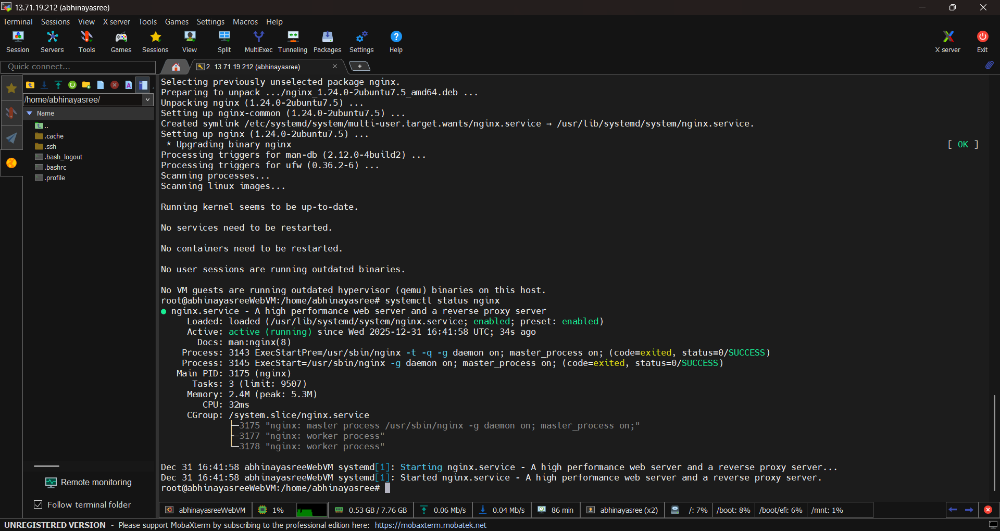 13.71.19.212 (abhinayasree)
Terminal Sessions View X server Tools Games Settings Macros Help
Session Servers Tools Games Sessions View Split MultiExec Tunneling Packages Settings Help X server Exit
Quick connect...
2. 13.71.19.212 (abhinayasree)
/home/abhinayasree/
Name
..
.cache
.ssh
.bash_logout
.bashrc
.profile
Remote monitoring
Follow terminal folder
Selecting previously unselected package nginx.
Preparing to unpack .../nginx_1.24.0-2ubuntu7.5_amd64.deb ...
Unpacking nginx (1.24.0-2ubuntu7.5) ...
Setting up nginx-common (1.24.0-2ubuntu7.5) ...
Created symlink /etc/systemd/system/multi-user.target.wants/nginx.service → /usr/lib/systemd/system/nginx.service.
Setting up nginx (1.24.0-2ubuntu7.5) ...
* Upgrading binary nginx [ OK ]
Processing triggers for man-db (2.12.0-4build2) ...
Processing triggers for ufw (0.36.2-6) ...
Scanning processes...
Scanning linux images...
Running kernel seems to be up-to-date.
No services need to be restarted.
No containers need to be restarted.
No user sessions are running outdated binaries.
No VM guests are running outdated hypervisor (qemu) binaries on this host.
root@abhinayasreeWebVM:/home/abhinayasree# systemctl status nginx
● nginx.service - A high performance web server and a reverse proxy server
Loaded: loaded (/usr/lib/systemd/system/nginx.service; enabled; preset: enabled)
Active: active (running) since Wed 2025-12-31 16:41:58 UTC; 34s ago
Docs: man:nginx(8)
Process: 3143 ExecStartPre=/usr/sbin/nginx -t -q -g daemon on; master_process on; (code=exited, status=0/SUCCESS)
Process: 3145 ExecStart=/usr/sbin/nginx -g daemon on; master_process on; (code=exited, status=0/SUCCESS)
Main PID: 3175 (nginx)
Tasks: 3 (limit: 9507)
Memory: 2.4M (peak: 5.3M)
CPU: 32ms
CGroup: /system.slice/nginx.service
├─3175 "nginx: master process /usr/sbin/nginx -g daemon on; master_process on;"
├─3177 "nginx: worker process"
└─3178 "nginx: worker process"
Dec 31 16:41:58 abhinayasreeWebVM systemd[1]: Starting nginx.service - A high performance web server and a reverse proxy server...
Dec 31 16:41:58 abhinayasreeWebVM systemd[1]: Started nginx.service - A high performance web server and a reverse proxy server.
root@abhinayasreeWebVM:/home/abhinayasree#
abhinayasreeWebVM 1% 0.53 GB / 7.76 GB 0.06 Mb/s 0.04 Mb/s 86 min abhinayasree (x2) /: 7% /boot: 8% /boot/efi: 6% /mnt: 1%
UNREGISTERED VERSION - Please support MobaXterm by subscribing to the professional edition here: https://mobaxterm.mobatek.net